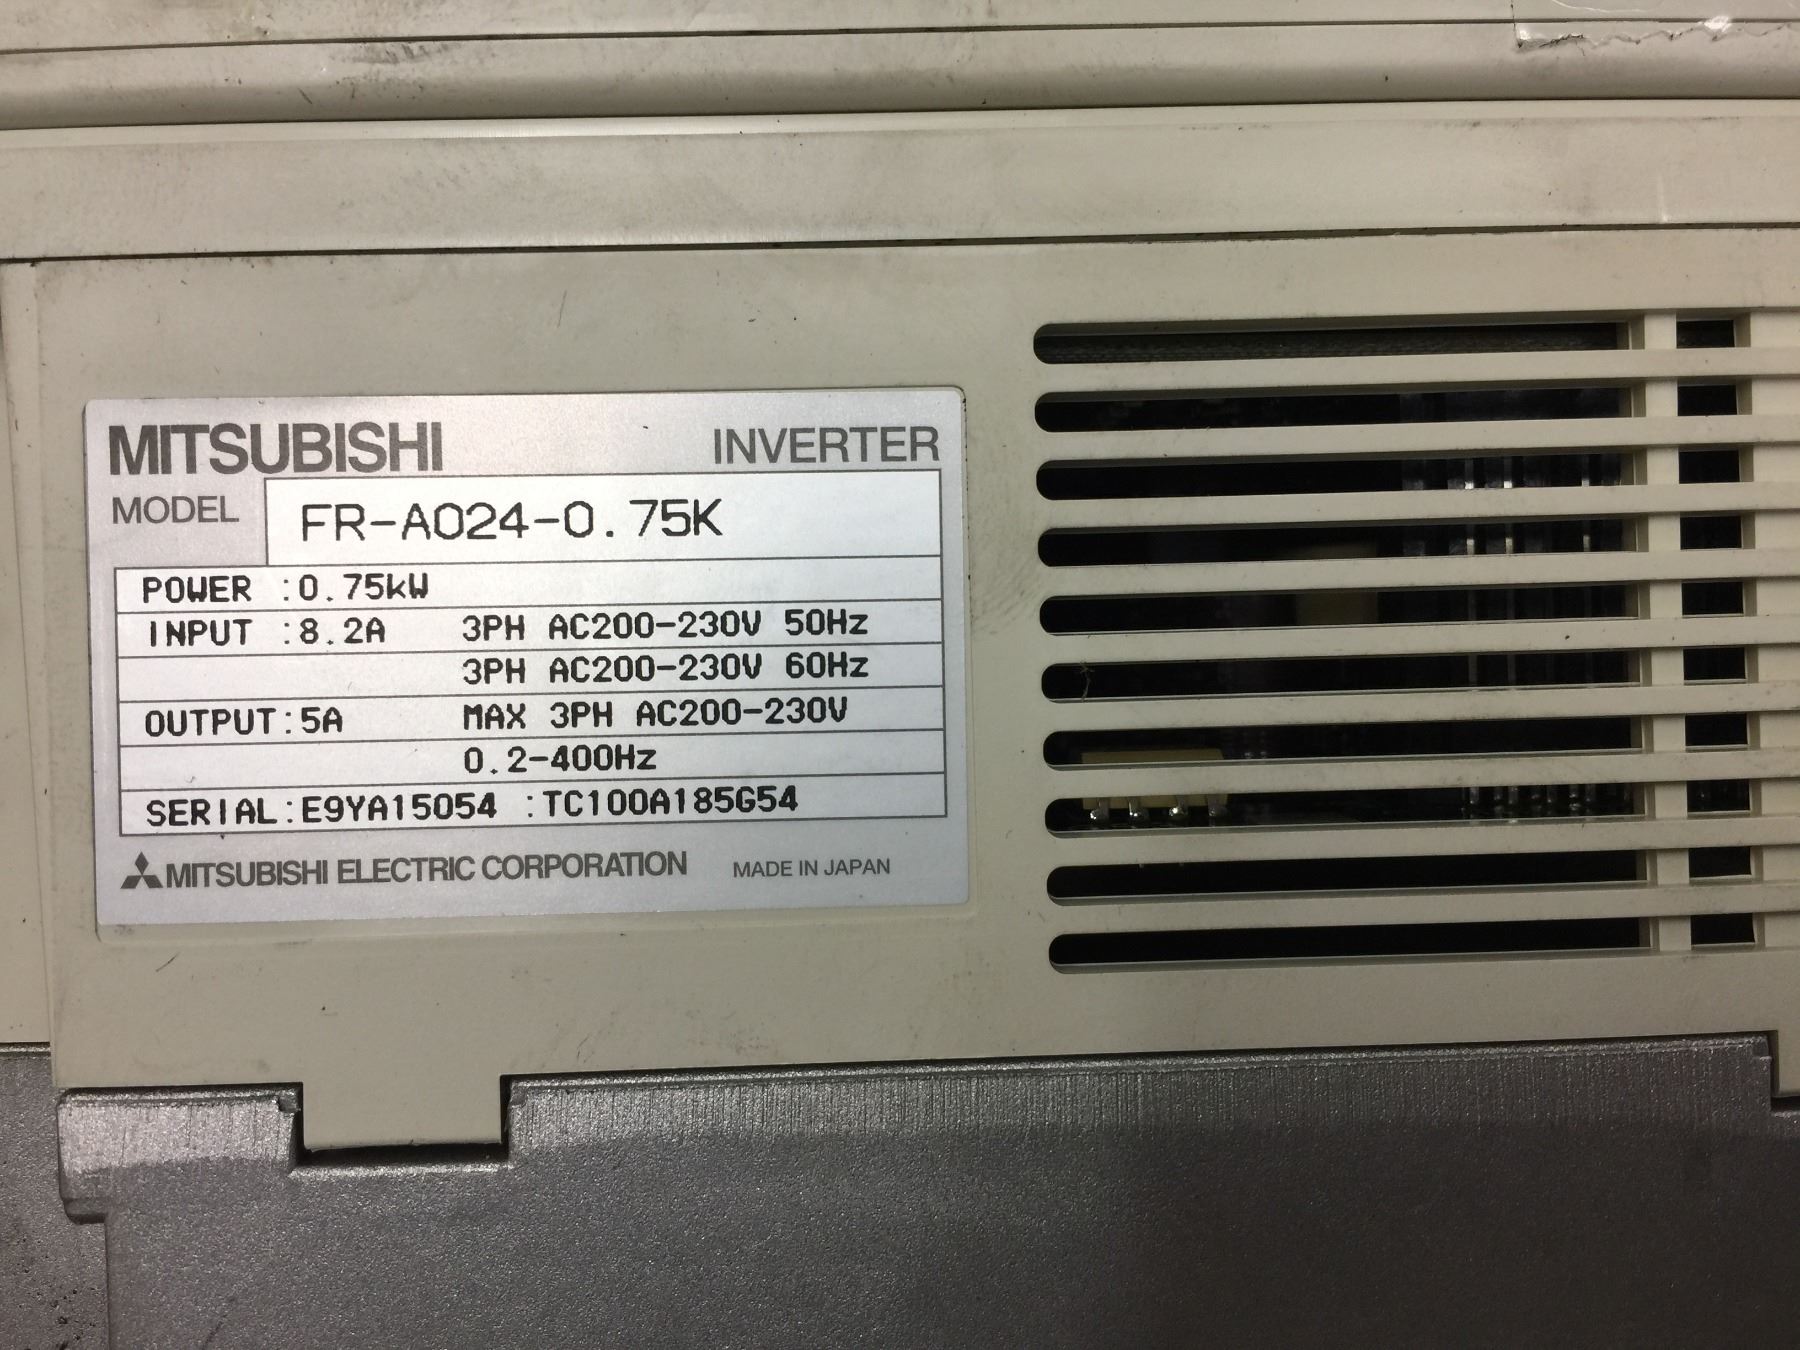 MITSUBISHI INVERTER
MODEL FR-A024-0.75K
POWER :0.75kW
INPUT :8.2A 3PH AC200-230V 50Hz
3PH AC200-230V 60Hz
OUTPUT:5A MAX 3PH AC200-230V
0.2-400Hz
SERIAL:E9YA15054 :TC100A185G54
MITSUBISHI ELECTRIC CORPORATION MADE IN JAPAN